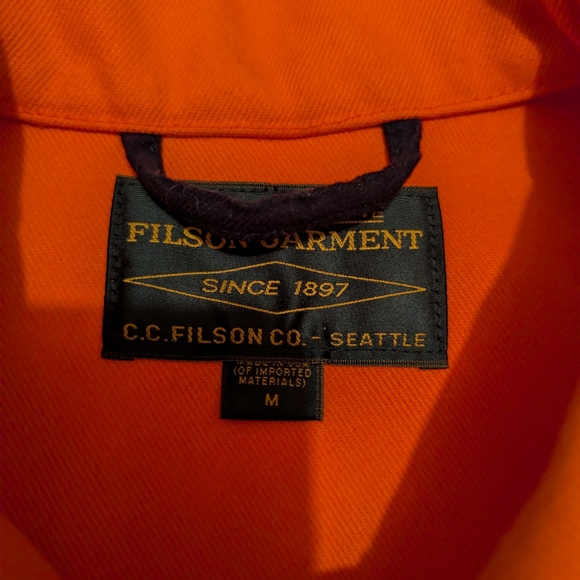 FILSON GARMENT
SINCE 1897
C.C. FILSON CO. - SEATTLE
(OF IMPORTED
MATERIALS)
M